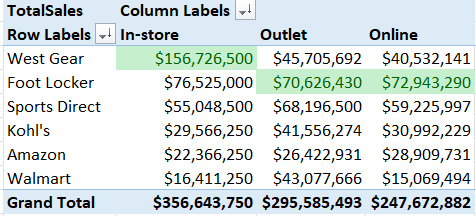 TotalSales Column Labels
Row Labels In-store Outlet Online
West Gear $156,726,500 $45,705,692 $40,532,141
Foot Locker $76,525,000 $70,626,430 $72,943,290
Sports Direct $55,048,500 $68,196,500 $59,225,997
Kohl's $29,566,250 $41,556,274 $30,992,229
Amazon $22,366,250 $26,422,931 $28,909,731
Walmart $16,411,250 $43,077,666 $15,069,494
Grand Total $356,643,750 $295,585,493 $247,672,882